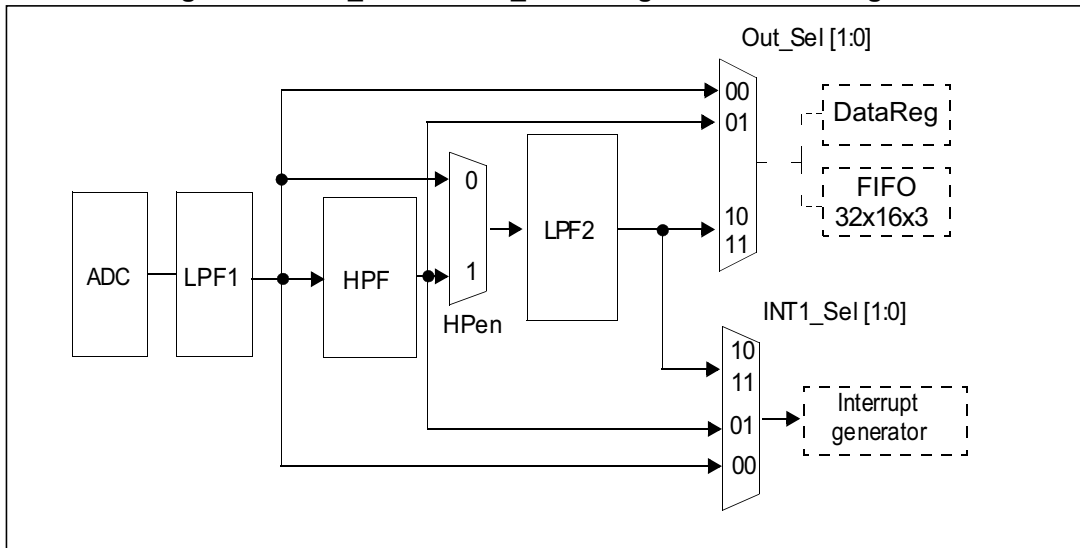 Out_Sel [1:0]
00
01
10
11
DataReg
FIFO
32x16x3
ADC
LPF1
HPF
0
1
HPen
LPF2
INT1_Sel [1:0]
10
11
01
00
Interrupt
generator